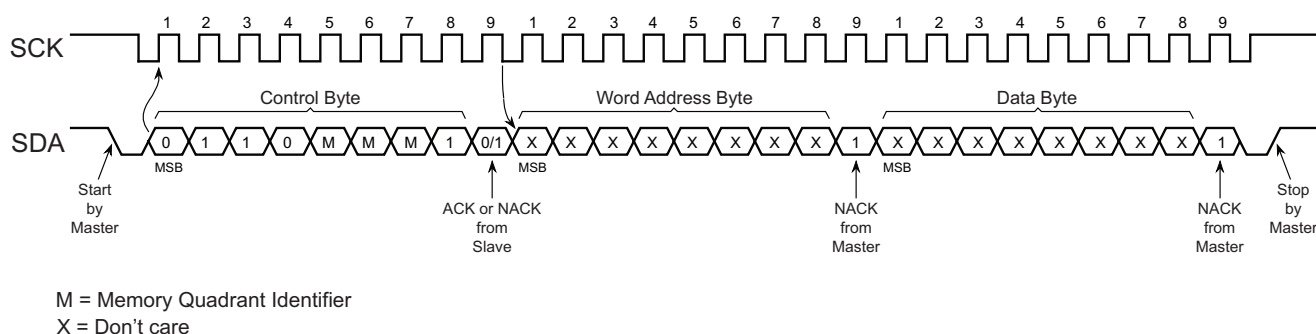 1 2 3 4 5 6 7 8 9 1 2 3 4 5 6 7 8 9 1 2 3 4 5 6 7 8 9
SCK
Control Byte Word Address Byte Data Byte
SDA 0 1 1 0 M M M 1 0/1 X X X X X X X X 1 X X X X X X X X 1
MSB MSB MSB
Start
by
Master
ACK or NACK
from
Slave
NACK
from
Master
NACK
from
Master
Stop
by
Master
M = Memory Quadrant Identifier
X = Don't care